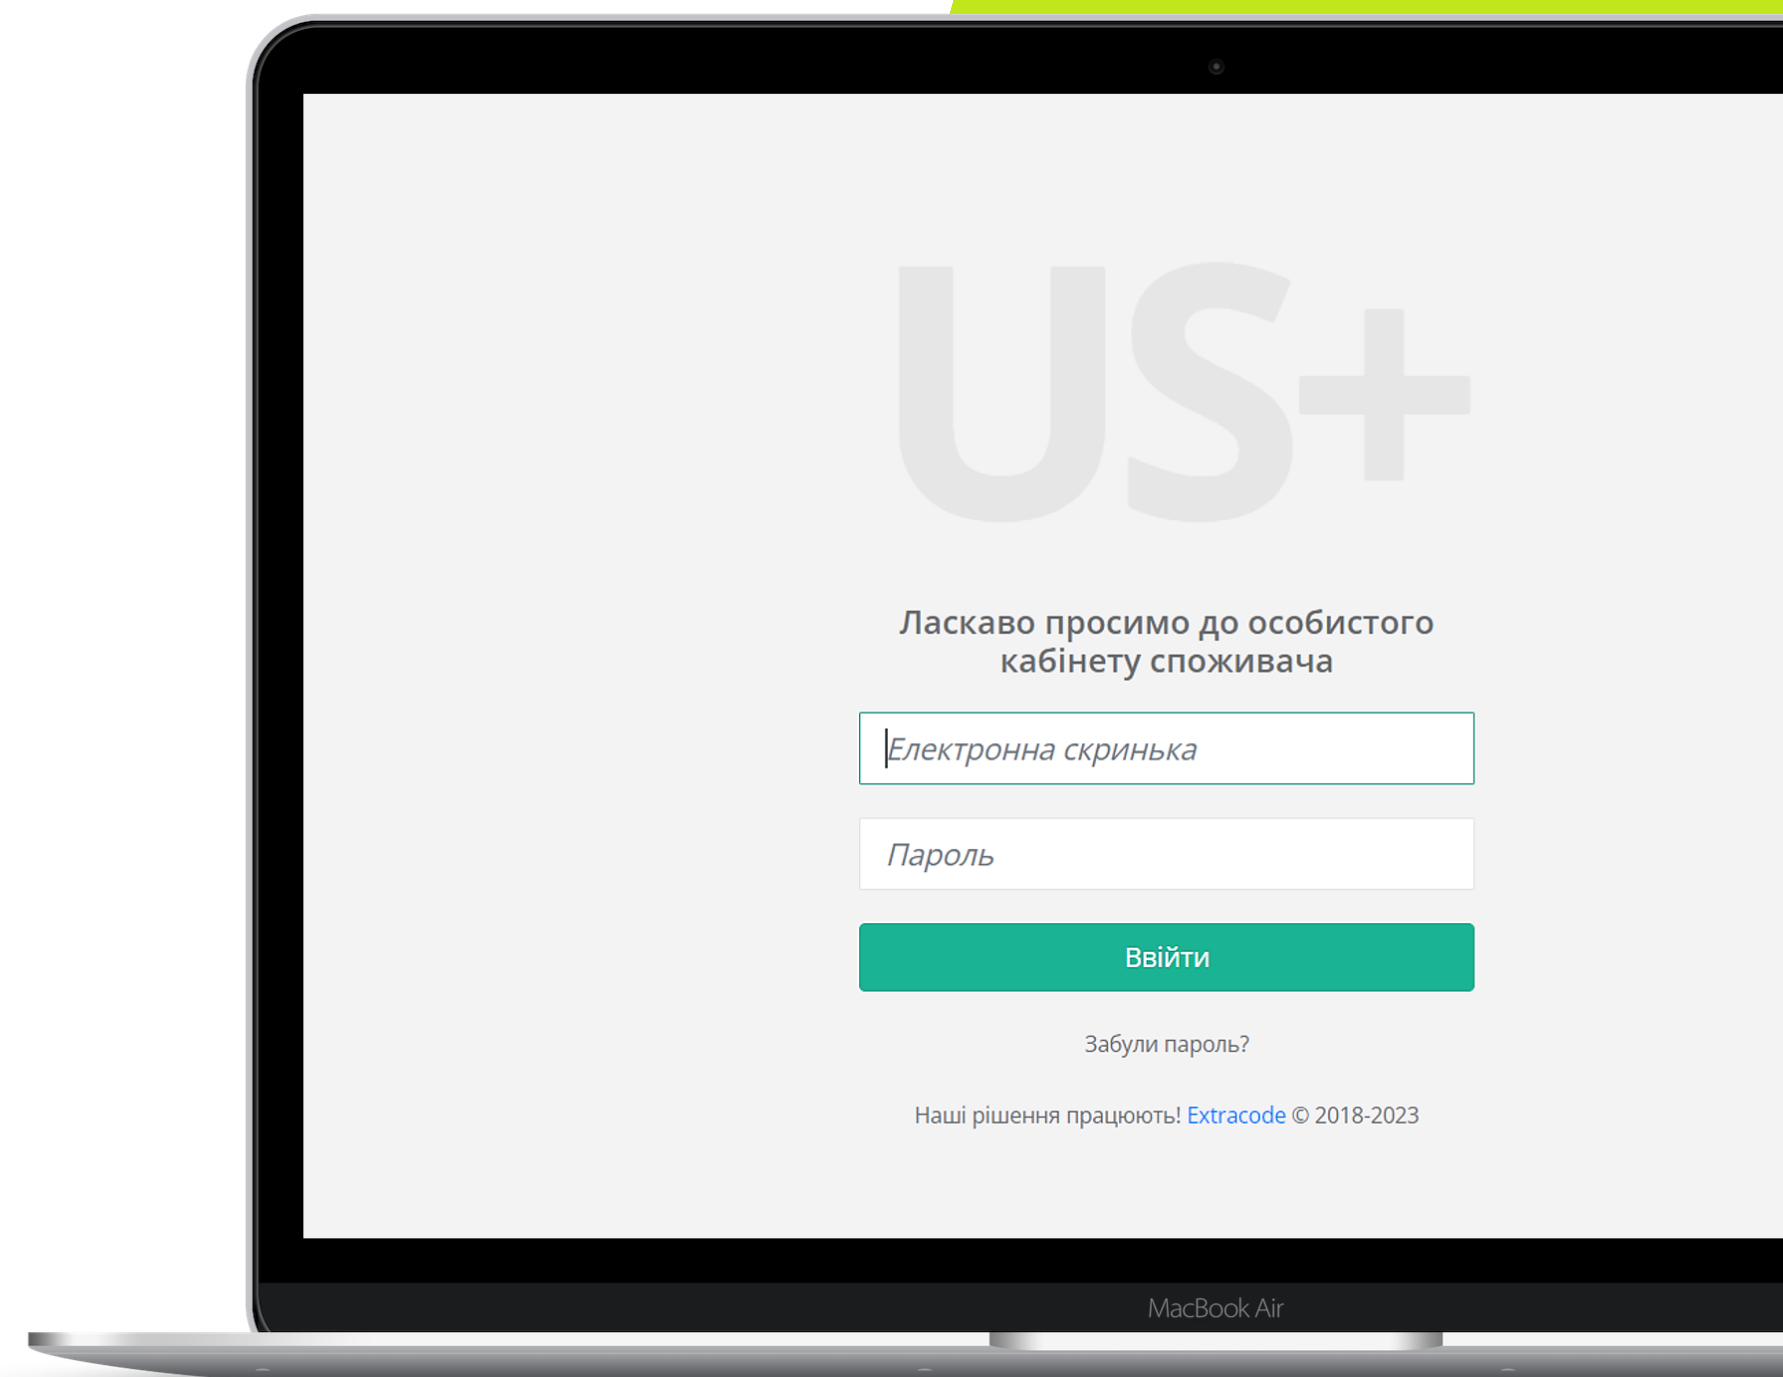 US+
Ласкаво просимо до особистого
кабінету споживача
Електронна скринька
Пароль
Ввійти
Забули пароль?
Наші рішення працюють! Extracode © 2018-2023
MacBook Air